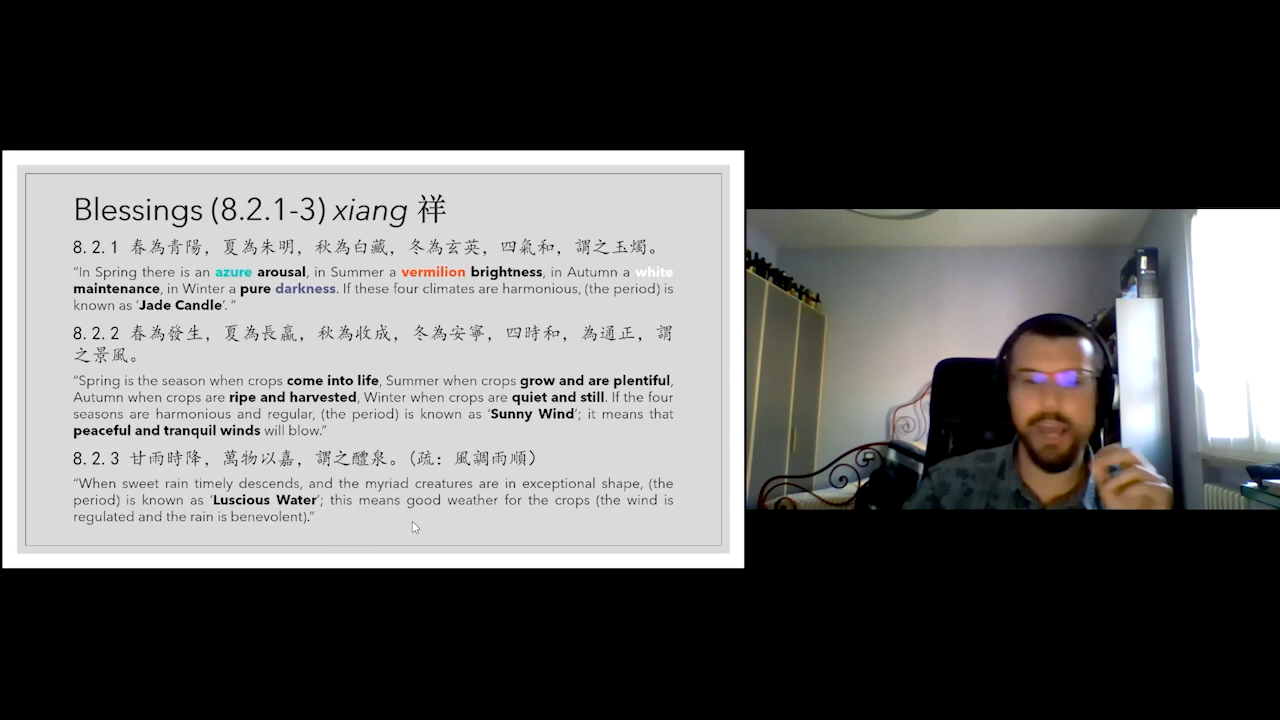 Blessings (8.2.1-3) xiang 祥
8.2.1 春為青陽，夏為朱明，秋為白藏，冬為玄英，四氣和，謂之玉燭。
“In Spring there is an azure arousal, in Summer a vermilion brightness, in Autumn a white
maintenance, in Winter a pure darkness. If these four climates are harmonious, (the period) is
known as ‘Jade Candle’. ”
8.2.2 春為發生，夏為長嬴，秋為收成，冬為安寧，四時和，為通正，謂
之景風。
“Spring is the season when crops come into life, Summer when crops grow and are plentiful,
Autumn when crops are ripe and harvested, Winter when crops are quiet and still. If the four
seasons are harmonious and regular, (the period) is known as ‘Sunny Wind’; it means that
peaceful and tranquil winds will blow.”
8.2.3 甘雨時降，萬物以嘉，謂之醴泉。(疏：風調雨順)
“When sweet rain timely descends, and the myriad creatures are in exceptional shape, (the
period) is known as ‘Luscious Water’; this means good weather for the crops (the wind is
regulated and the rain is benevolent).”